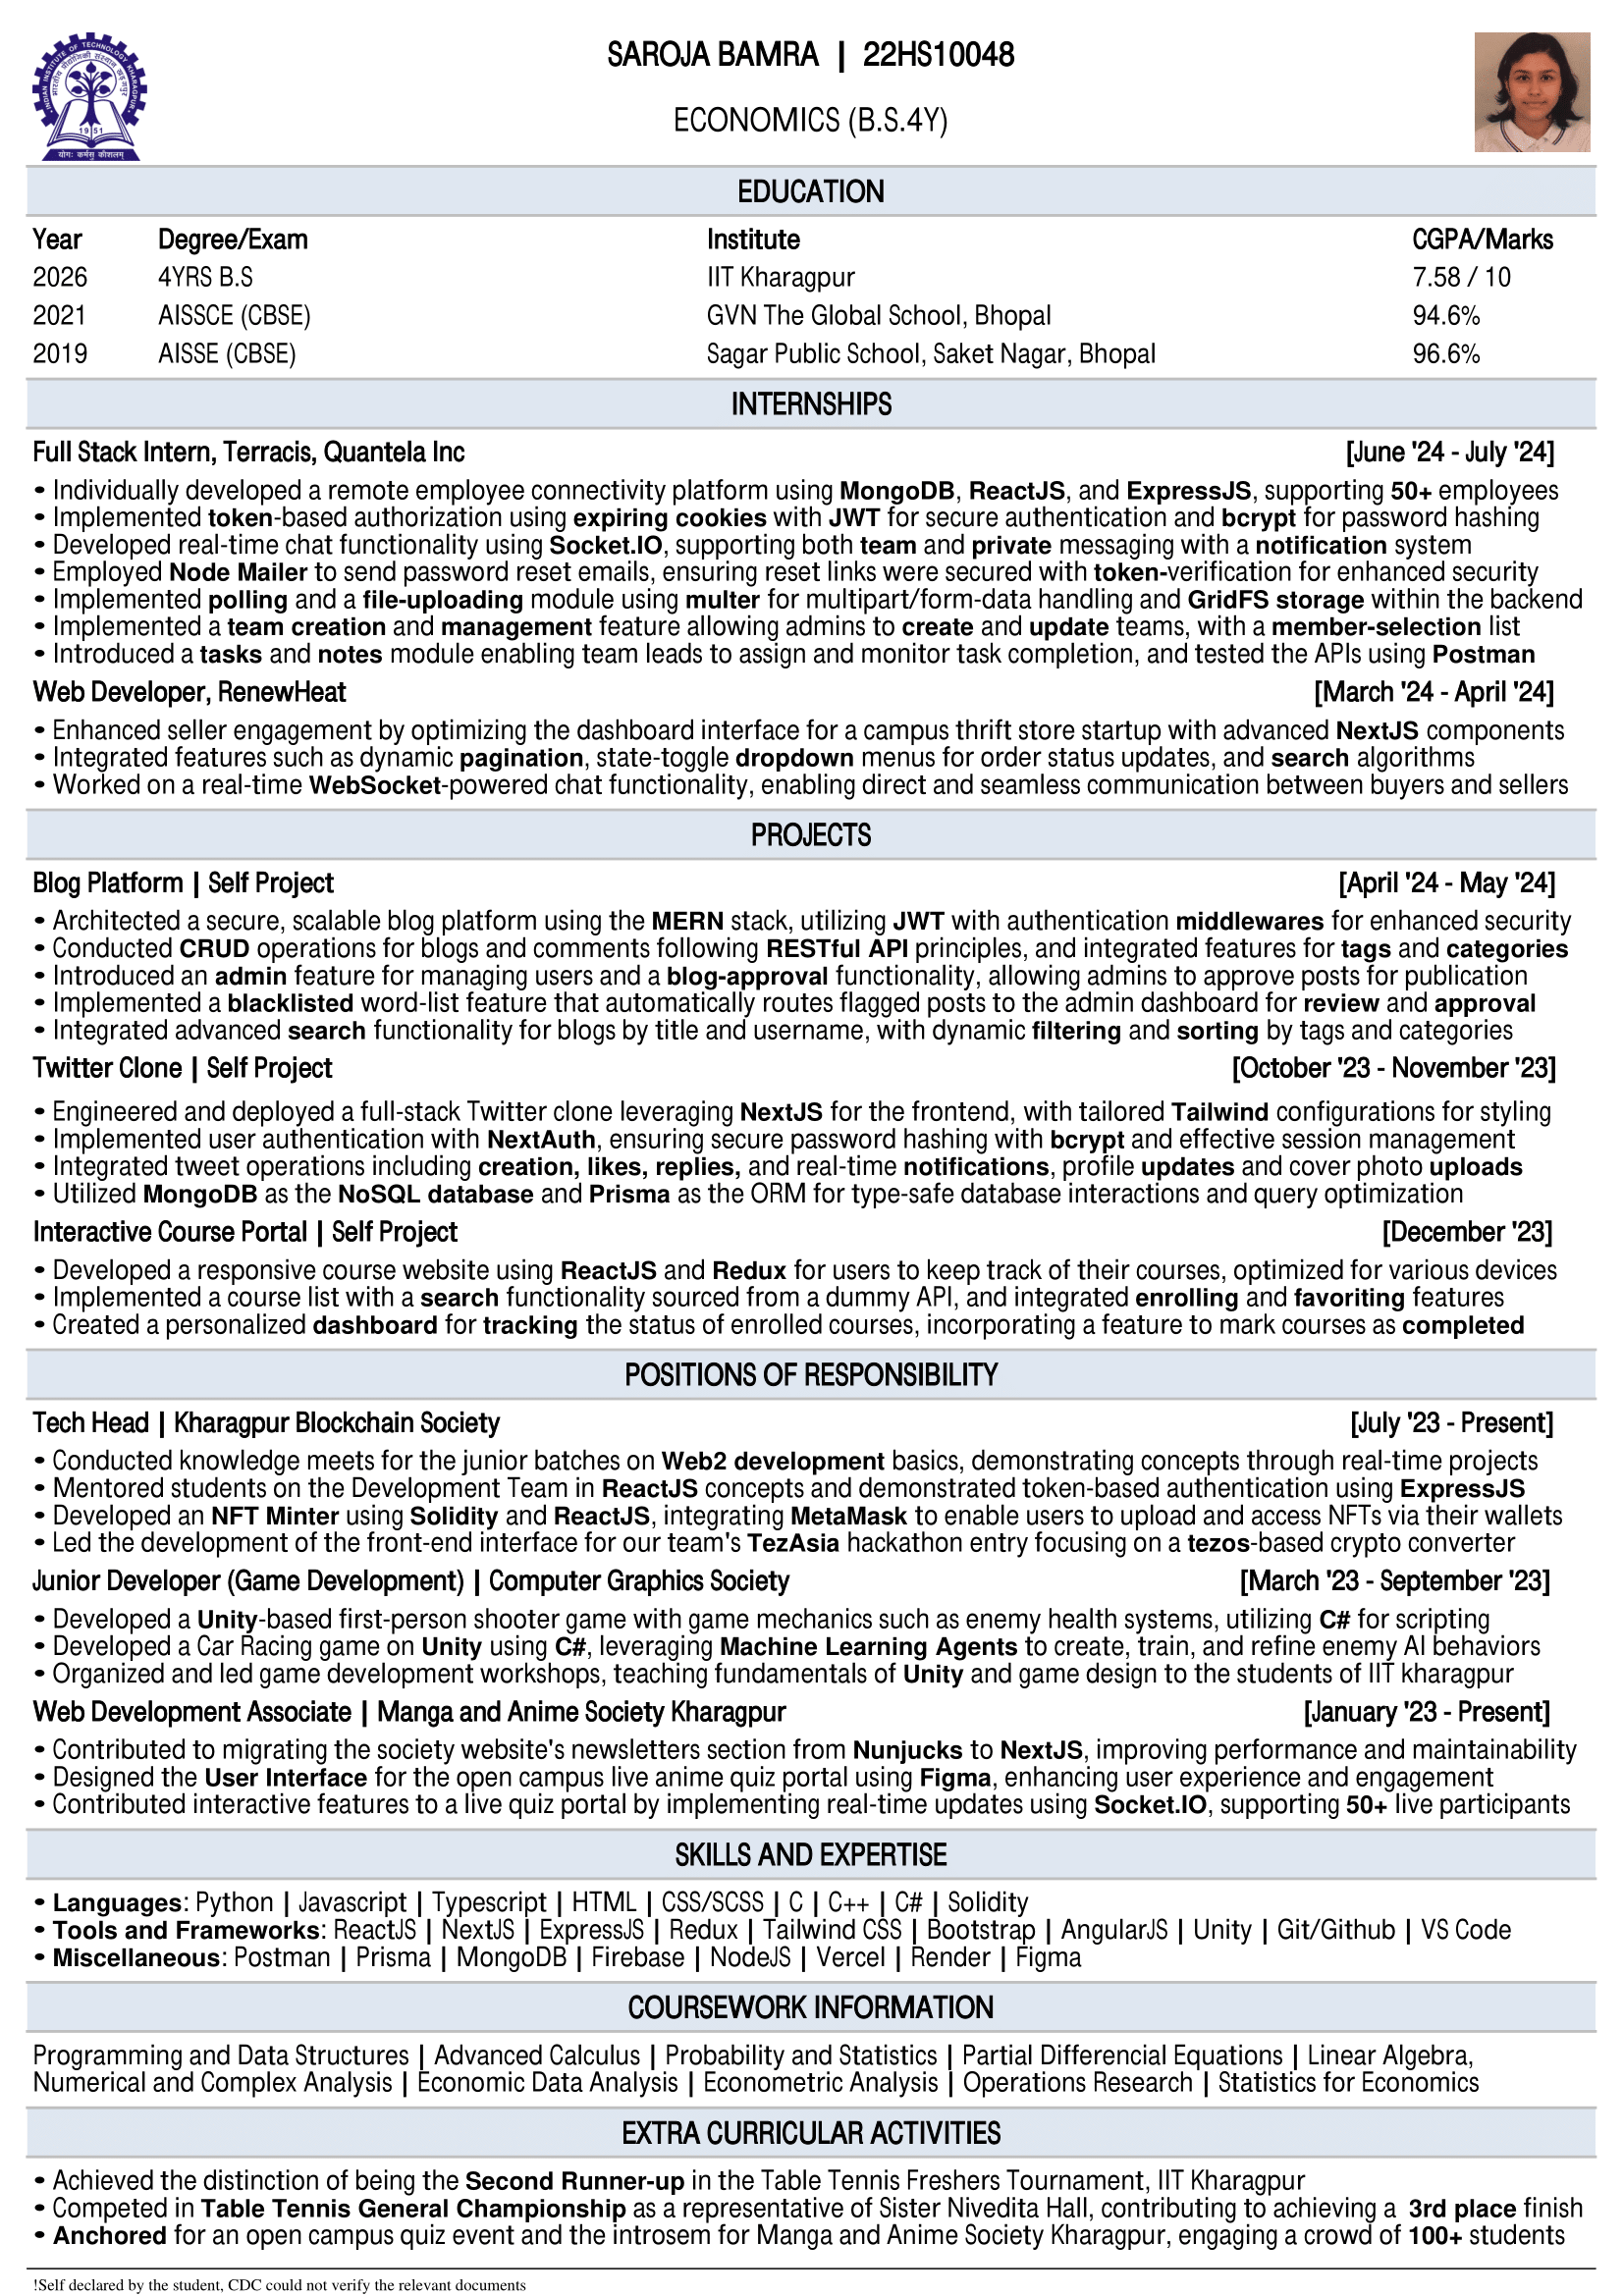 INDIAN INSTITUTE OF TECHNOLOGY KHARAGPUR
भारतीय प्रौद्योगिकी संस्थान खड़गपुर
1951
योगः कर्मसु कौशलम्
SAROJA BAMRA | 22HS10048
ECONOMICS (B.S.4Y)
EDUCATION
Year Degree/Exam Institute CGPA/Marks
2026 4YRS B.S IIT Kharagpur 7.58 / 10
2021 AISSCE (CBSE) GVN The Global School, Bhopal 94.6%
2019 AISSE (CBSE) Sagar Public School, Saket Nagar, Bhopal 96.6%
INTERNSHIPS
Full Stack Intern, Terracis, Quantela Inc [June '24 - July '24]
• Individually developed a remote employee connectivity platform using MongoDB, ReactJS, and ExpressJS, supporting 50+ employees
• Implemented token-based authorization using expiring cookies with JWT for secure authentication and bcrypt for password hashing
• Developed real-time chat functionality using Socket.IO, supporting both team and private messaging with a notification system
• Employed Node Mailer to send password reset emails, ensuring reset links were secured with token-verification for enhanced security
• Implemented polling and a file-uploading module using multer for multipart/form-data handling and GridFS storage within the backend
• Implemented a team creation and management feature allowing admins to create and update teams, with a member-selection list
• Introduced a tasks and notes module enabling team leads to assign and monitor task completion, and tested the APIs using Postman
Web Developer, RenewHeat [March '24 - April '24]
• Enhanced seller engagement by optimizing the dashboard interface for a campus thrift store startup with advanced NextJS components
• Integrated features such as dynamic pagination, state-toggle dropdown menus for order status updates, and search algorithms
• Worked on a real-time WebSocket-powered chat functionality, enabling direct and seamless communication between buyers and sellers
PROJECTS
Blog Platform | Self Project [April '24 - May '24]
• Architected a secure, scalable blog platform using the MERN stack, utilizing JWT with authentication middlewares for enhanced security
• Conducted CRUD operations for blogs and comments following RESTful API principles, and integrated features for tags and categories
• Introduced an admin feature for managing users and a blog-approval functionality, allowing admins to approve posts for publication
• Implemented a blacklisted word-list feature that automatically routes flagged posts to the admin dashboard for review and approval
• Integrated advanced search functionality for blogs by title and username, with dynamic filtering and sorting by tags and categories
Twitter Clone | Self Project [October '23 - November '23]
• Engineered and deployed a full-stack Twitter clone leveraging NextJS for the frontend, with tailored Tailwind configurations for styling
• Implemented user authentication with NextAuth, ensuring secure password hashing with bcrypt and effective session management
• Integrated tweet operations including creation, likes, replies, and real-time notifications, profile updates and cover photo uploads
• Utilized MongoDB as the NoSQL database and Prisma as the ORM for type-safe database interactions and query optimization
Interactive Course Portal | Self Project [December '23]
• Developed a responsive course website using ReactJS and Redux for users to keep track of their courses, optimized for various devices
• Implemented a course list with a search functionality sourced from a dummy API, and integrated enrolling and favoriting features
• Created a personalized dashboard for tracking the status of enrolled courses, incorporating a feature to mark courses as completed
POSITIONS OF RESPONSIBILITY
Tech Head | Kharagpur Blockchain Society [July '23 - Present]
• Conducted knowledge meets for the junior batches on Web2 development basics, demonstrating concepts through real-time projects
• Mentored students on the Development Team in ReactJS concepts and demonstrated token-based authentication using ExpressJS
• Developed an NFT Minter using Solidity and ReactJS, integrating MetaMask to enable users to upload and access NFTs via their wallets
• Led the development of the front-end interface for our team's TezAsia hackathon entry focusing on a tezos-based crypto converter
Junior Developer (Game Development) | Computer Graphics Society [March '23 - September '23]
• Developed a Unity-based first-person shooter game with game mechanics such as enemy health systems, utilizing C# for scripting
• Developed a Car Racing game on Unity using C#, leveraging Machine Learning Agents to create, train, and refine enemy AI behaviors
• Organized and led game development workshops, teaching fundamentals of Unity and game design to the students of IIT kharagpur
Web Development Associate | Manga and Anime Society Kharagpur [January '23 - Present]
• Contributed to migrating the society website's newsletters section from Nunjucks to NextJS, improving performance and maintainability
• Designed the User Interface for the open campus live anime quiz portal using Figma, enhancing user experience and engagement
• Contributed interactive features to a live quiz portal by implementing real-time updates using Socket.IO, supporting 50+ live participants
SKILLS AND EXPERTISE
• Languages: Python | Javascript | Typescript | HTML | CSS/SCSS | C | C++ | C# | Solidity
• Tools and Frameworks: ReactJS | NextJS | ExpressJS | Redux | Tailwind CSS | Bootstrap | AngularJS | Unity | Git/Github | VS Code
• Miscellaneous: Postman | Prisma | MongoDB | Firebase | NodeJS | Vercel | Render | Figma
COURSEWORK INFORMATION
Programming and Data Structures | Advanced Calculus | Probability and Statistics | Partial Differencial Equations | Linear Algebra,
Numerical and Complex Analysis | Economic Data Analysis | Econometric Analysis | Operations Research | Statistics for Economics
EXTRA CURRICULAR ACTIVITIES
• Achieved the distinction of being the Second Runner-up in the Table Tennis Freshers Tournament, IIT Kharagpur
• Competed in Table Tennis General Championship as a representative of Sister Nivedita Hall, contributing to achieving a 3rd place finish
• Anchored for an open campus quiz event and the introsem for Manga and Anime Society Kharagpur, engaging a crowd of 100+ students
!Self declared by the student, CDC could not verify the relevant documents